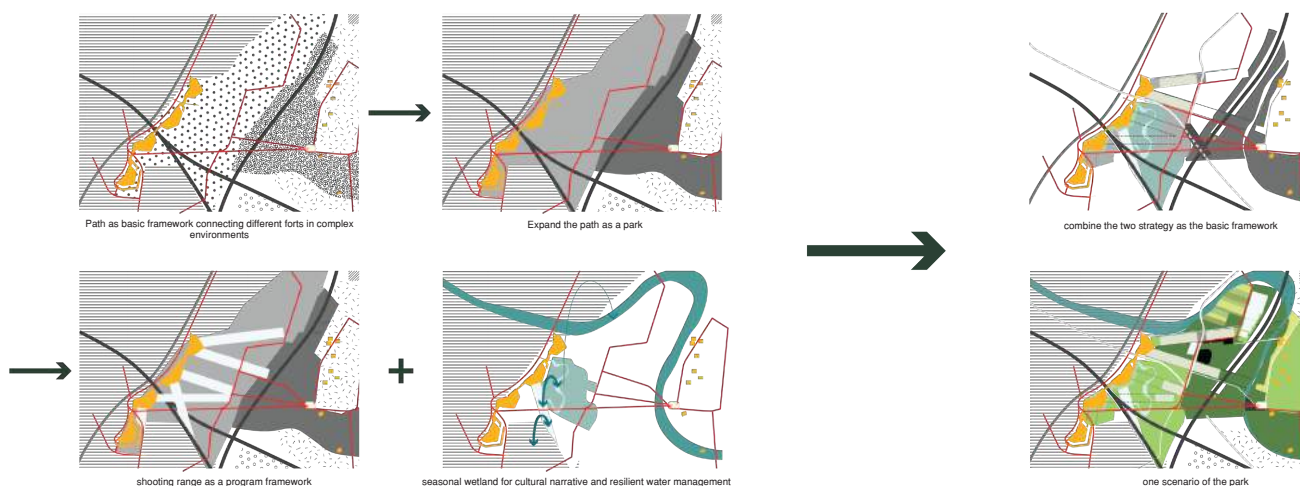 Path as basic framework connecting different forts in complex
environments
Expand the path as a park
combine the two strategy as the basic framework
shooting range as a program framework
seasonal wetland for cultural narrative and resilient water management
one scenario of the park